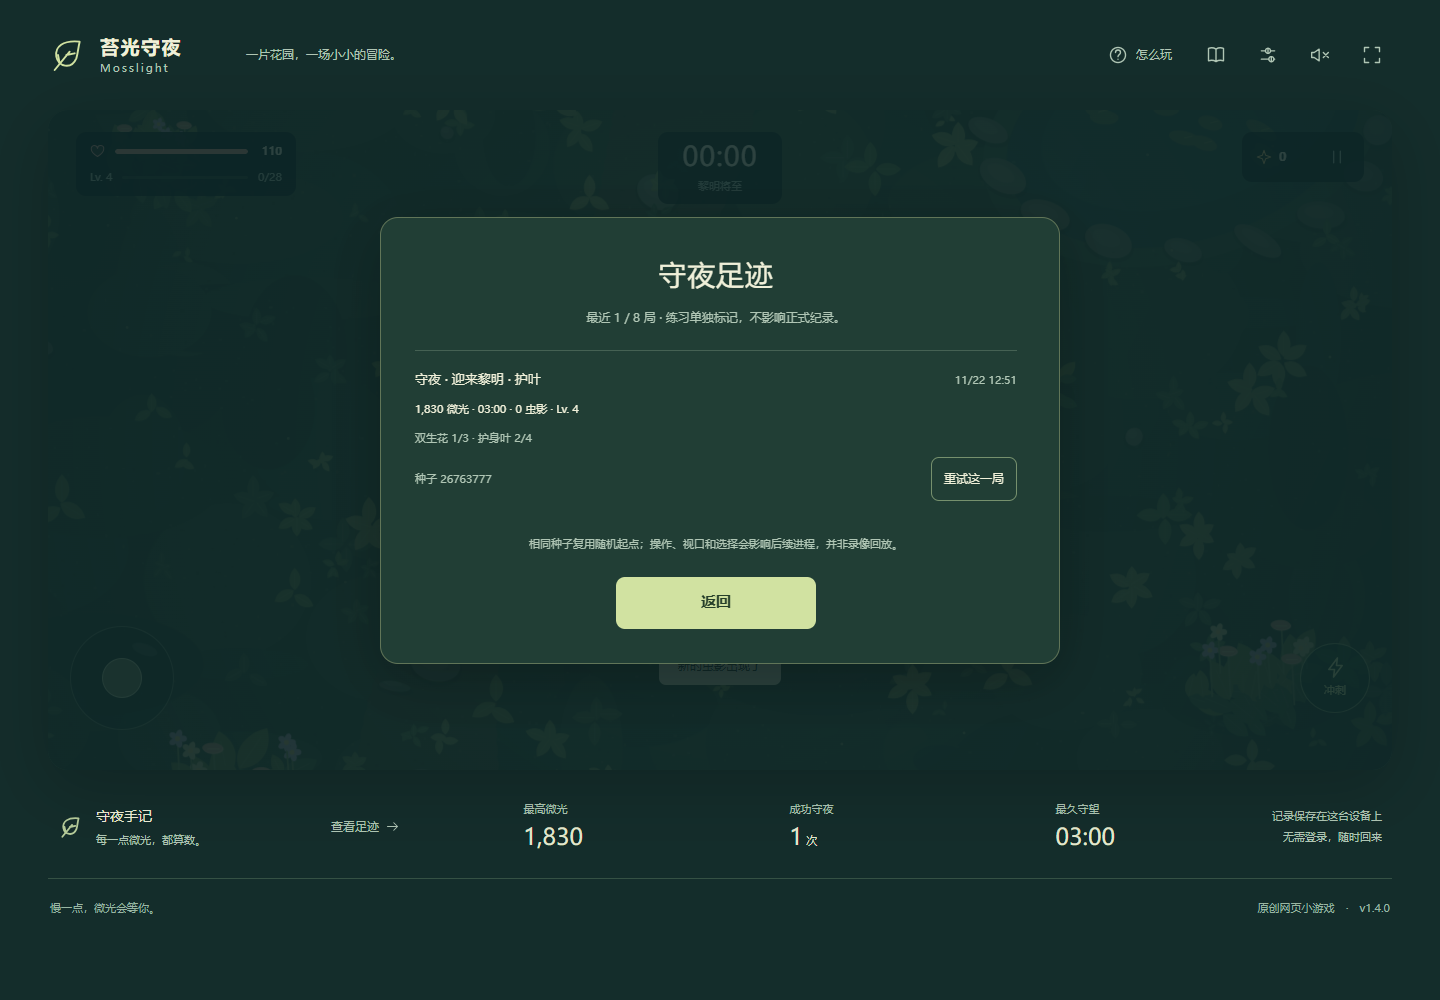 苔光守夜
Mosslight
一片花园，一场小小的冒险。
怎么玩
110
Lv. 4
0/28
00:00
黎明将至
0
守夜足迹
最近 1 / 8 局 · 练习单独标记，不影响正式纪录。
守夜 · 迎来黎明 · 护叶
11/22 12:51
1,830 微光 · 03:00 · 0 虫影 · Lv. 4
双生花 1/3 · 护身叶 2/4
种子 26763777
重试这一局
相同种子复用随机起点；操作、视口和选择会影响后续进程，并非录像回放。
返回
冲刺
守夜手记
每一点微光，都算数。
查看足迹 →
最高微光
1,830
成功守夜
1 次
最久守望
03:00
记录保存在这台设备上
无需登录，随时回来
慢一点，微光会等你。
原创网页小游戏 · v1.4.0